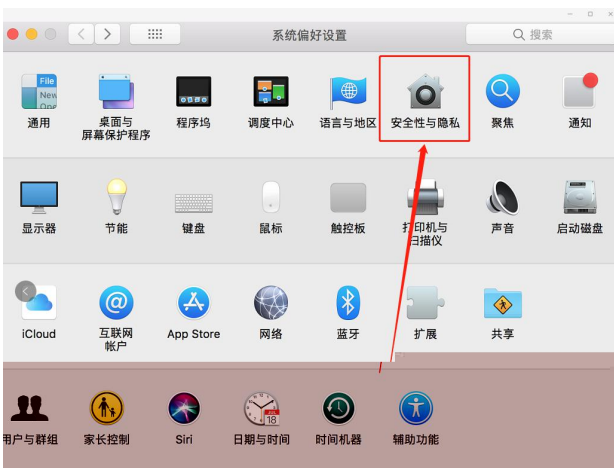 系统偏好设置
搜索
File
New
通用
桌面与
屏幕保护程序
程序坞
调度中心
语言与地区
安全性与隐私
聚焦
通知
显示器
节能
键盘
鼠标
触控板
打印机与
扫描仪
声音
启动磁盘
iCloud
互联网
帐户
App Store
网络
蓝牙
扩展
共享
用户与群组
家长控制
Siri
日期与时间
18
时间机器
辅助功能